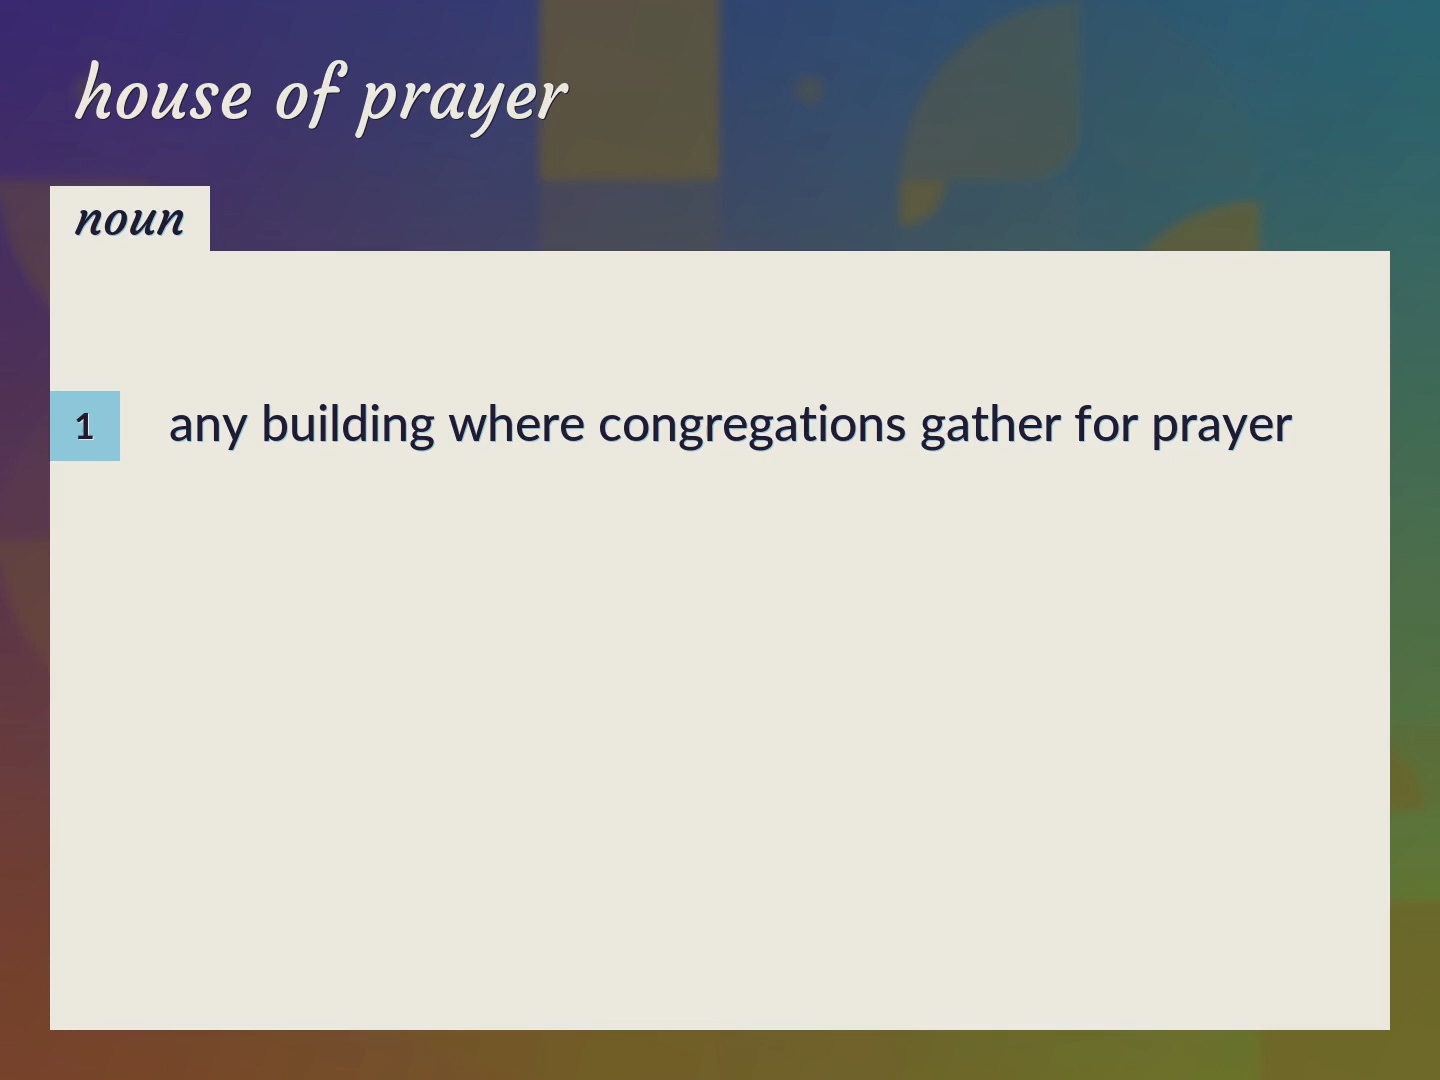 house of prayer
noun
1 any building where congregations gather for prayer